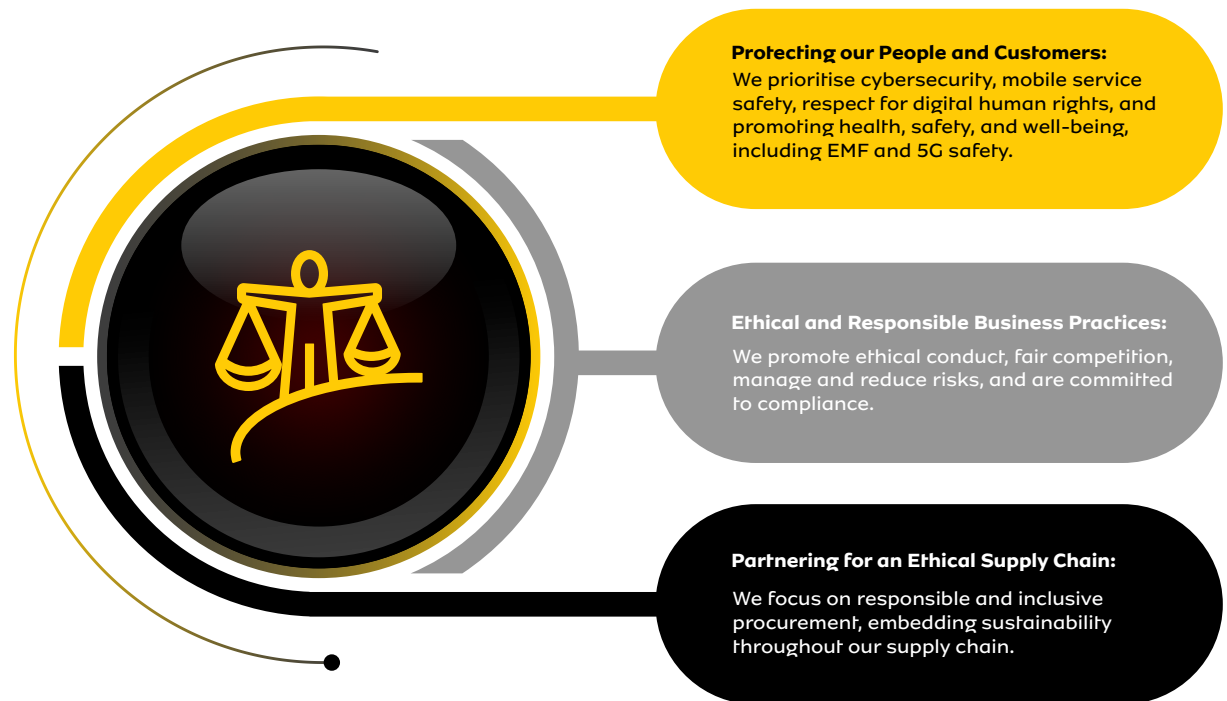 Protecting our People and Customers:
We prioritise cybersecurity, mobile service
safety, respect for digital human rights, and
promoting health, safety, and well-being,
including EMF and 5G safety.
Ethical and Responsible Business Practices:
We promote ethical conduct, fair competition,
manage and reduce risks, and are committed
to compliance.
Partnering for an Ethical Supply Chain:
We focus on responsible and inclusive
procurement, embedding sustainability
throughout our supply chain.